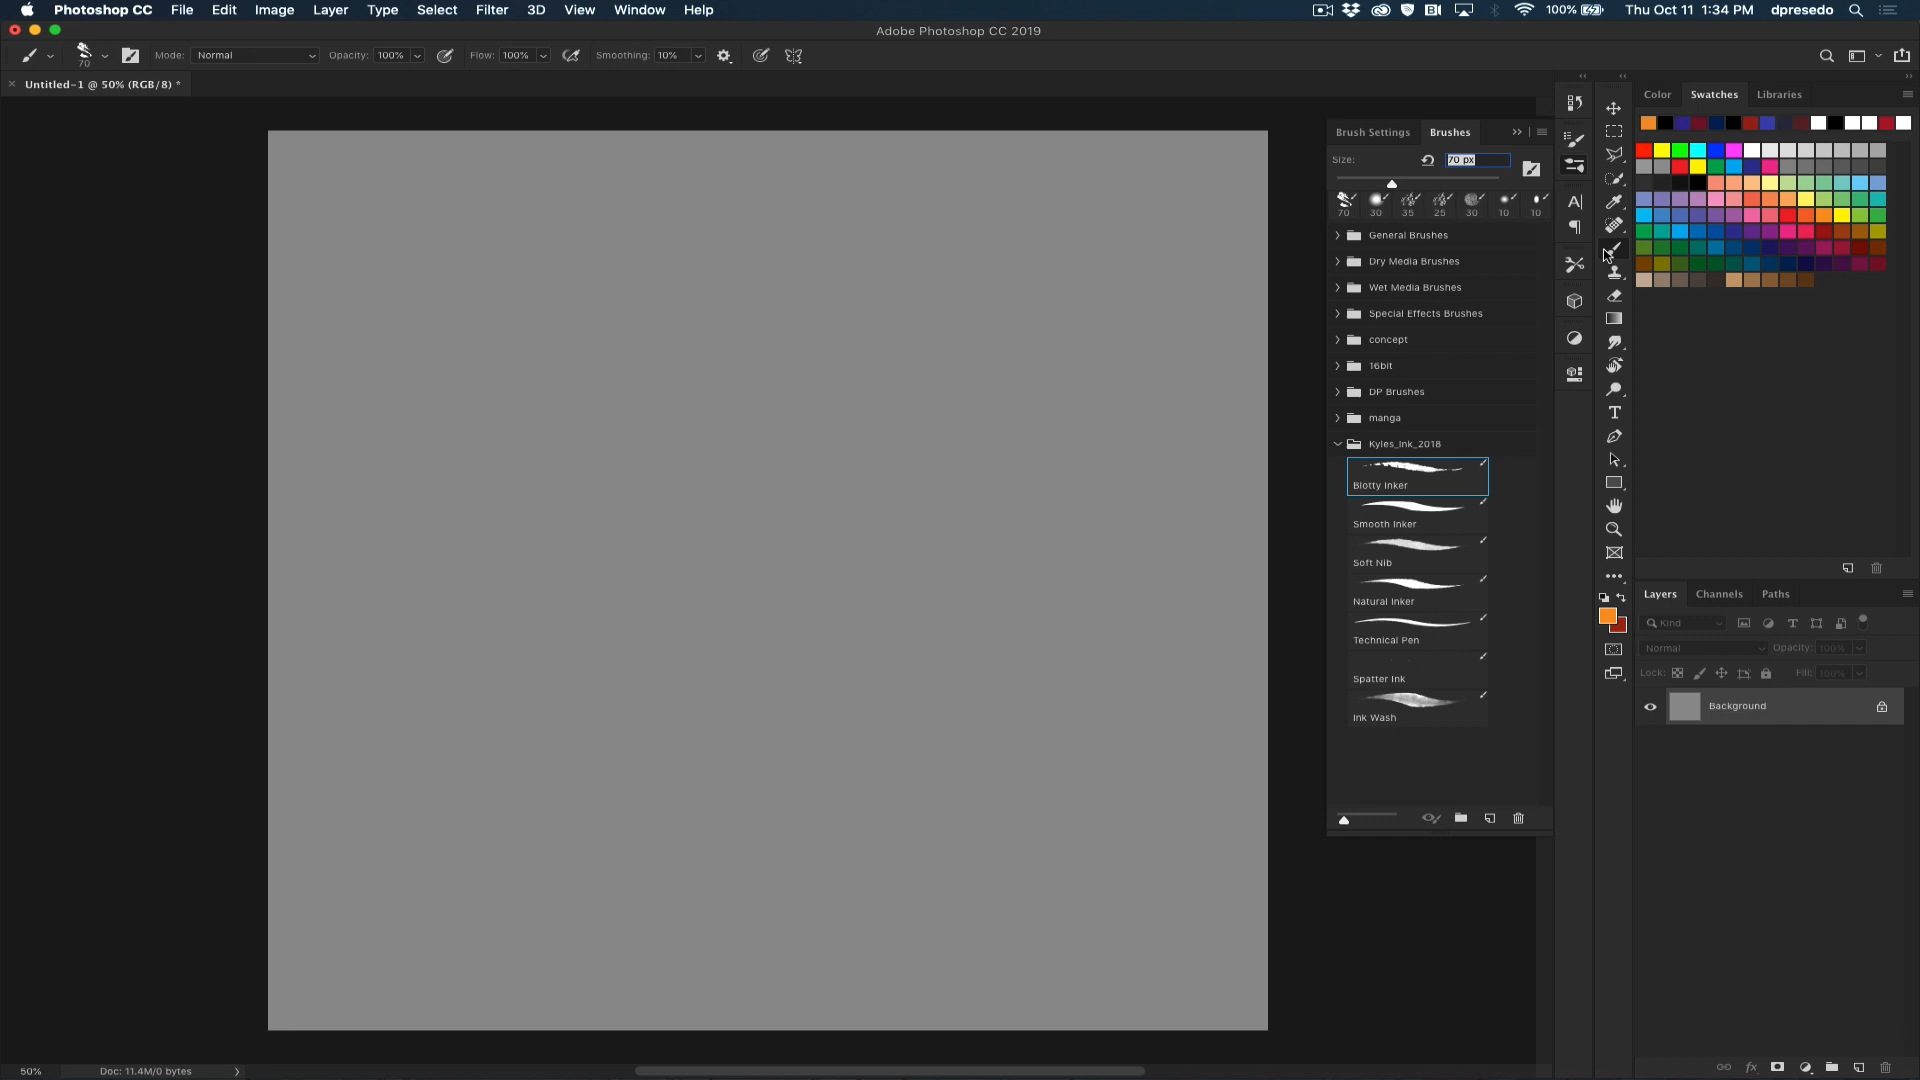 Photoshop CC File Edit Image Layer Type Select Filter 3D View Window Help 100% Thu Oct 11 1:34 PM dpresedo
Adobe Photoshop CC 2019
70 Mode: Normal Opacity: 100% Flow: 100% Smoothing: 10%
Untitled-1 @ 50% (RGB/8) *
Brush Settings Brushes
Size: 70 px
70 30 35 25 30 10 10
General Brushes
Dry Media Brushes
Wet Media Brushes
Special Effects Brushes
concept
16bit
DP Brushes
manga
Kyles_Ink_2018
Blotty Inker
Smooth Inker
Soft Nib
Natural Inker
Technical Pen
Spatter Ink
Ink Wash
Color Swatches Libraries
Layers Channels Paths
Kind
Normal Opacity: 100%
Lock: Fill: 100%
Background
50% Doc: 11.4M/0 bytes